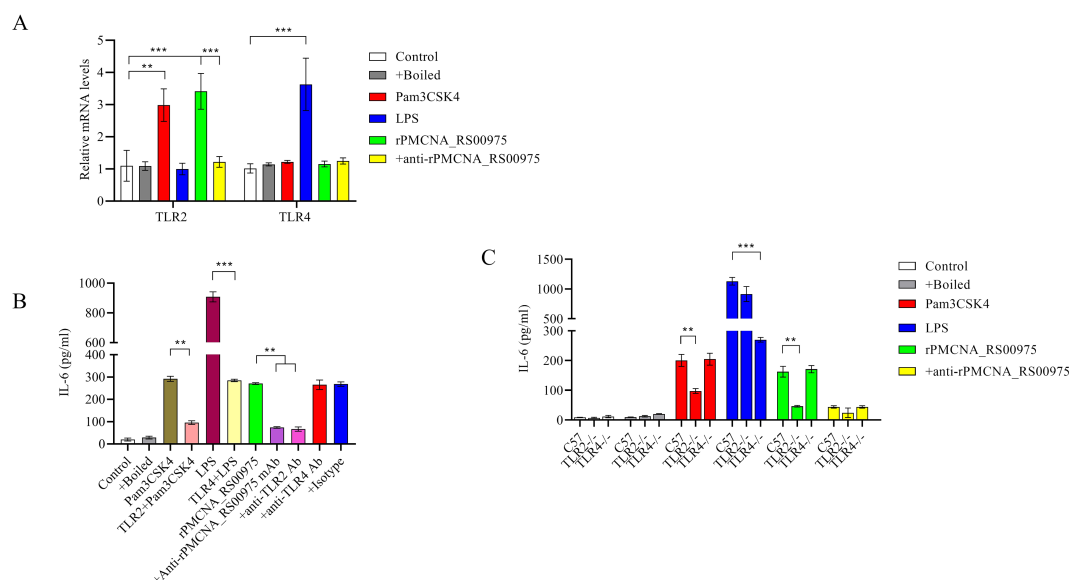 A
Relative mRNA levels
5
4
3
2
1
0
***
**
***
***
TLR2
TLR4
Control
+Boiled
Pam3CSK4
LPS
rPMCNA_RS00975
+anti-rPMCNA_RS00975
B
IL-6 (pg/ml)
1000
800
600
400
300
200
100
0
**
***
**
Control
+Boiled
Pam3CSK4
TLR2+Pam3CSK4
LPS
TLR4+LPS
rPMCNA_RS00975
+Anti-rPMCNA_RS00975 mAb
+anti-TLR2 Ab
+anti-TLR4 Ab
+Isotype
C
IL-6 (pg/ml)
1500
1000
500
300
200
100
0
**
***
**
C57
TLR2-/-
TLR4-/-
C57
TLR2-/-
TLR4-/-
C57
TLR2-/-
TLR4-/-
C57
TLR2-/-
TLR4-/-
C57
TLR2-/-
TLR4-/-
C57
TLR2-/-
TLR4-/-
Control
+Boiled
Pam3CSK4
LPS
rPMCNA_RS00975
+anti-rPMCNA_RS00975